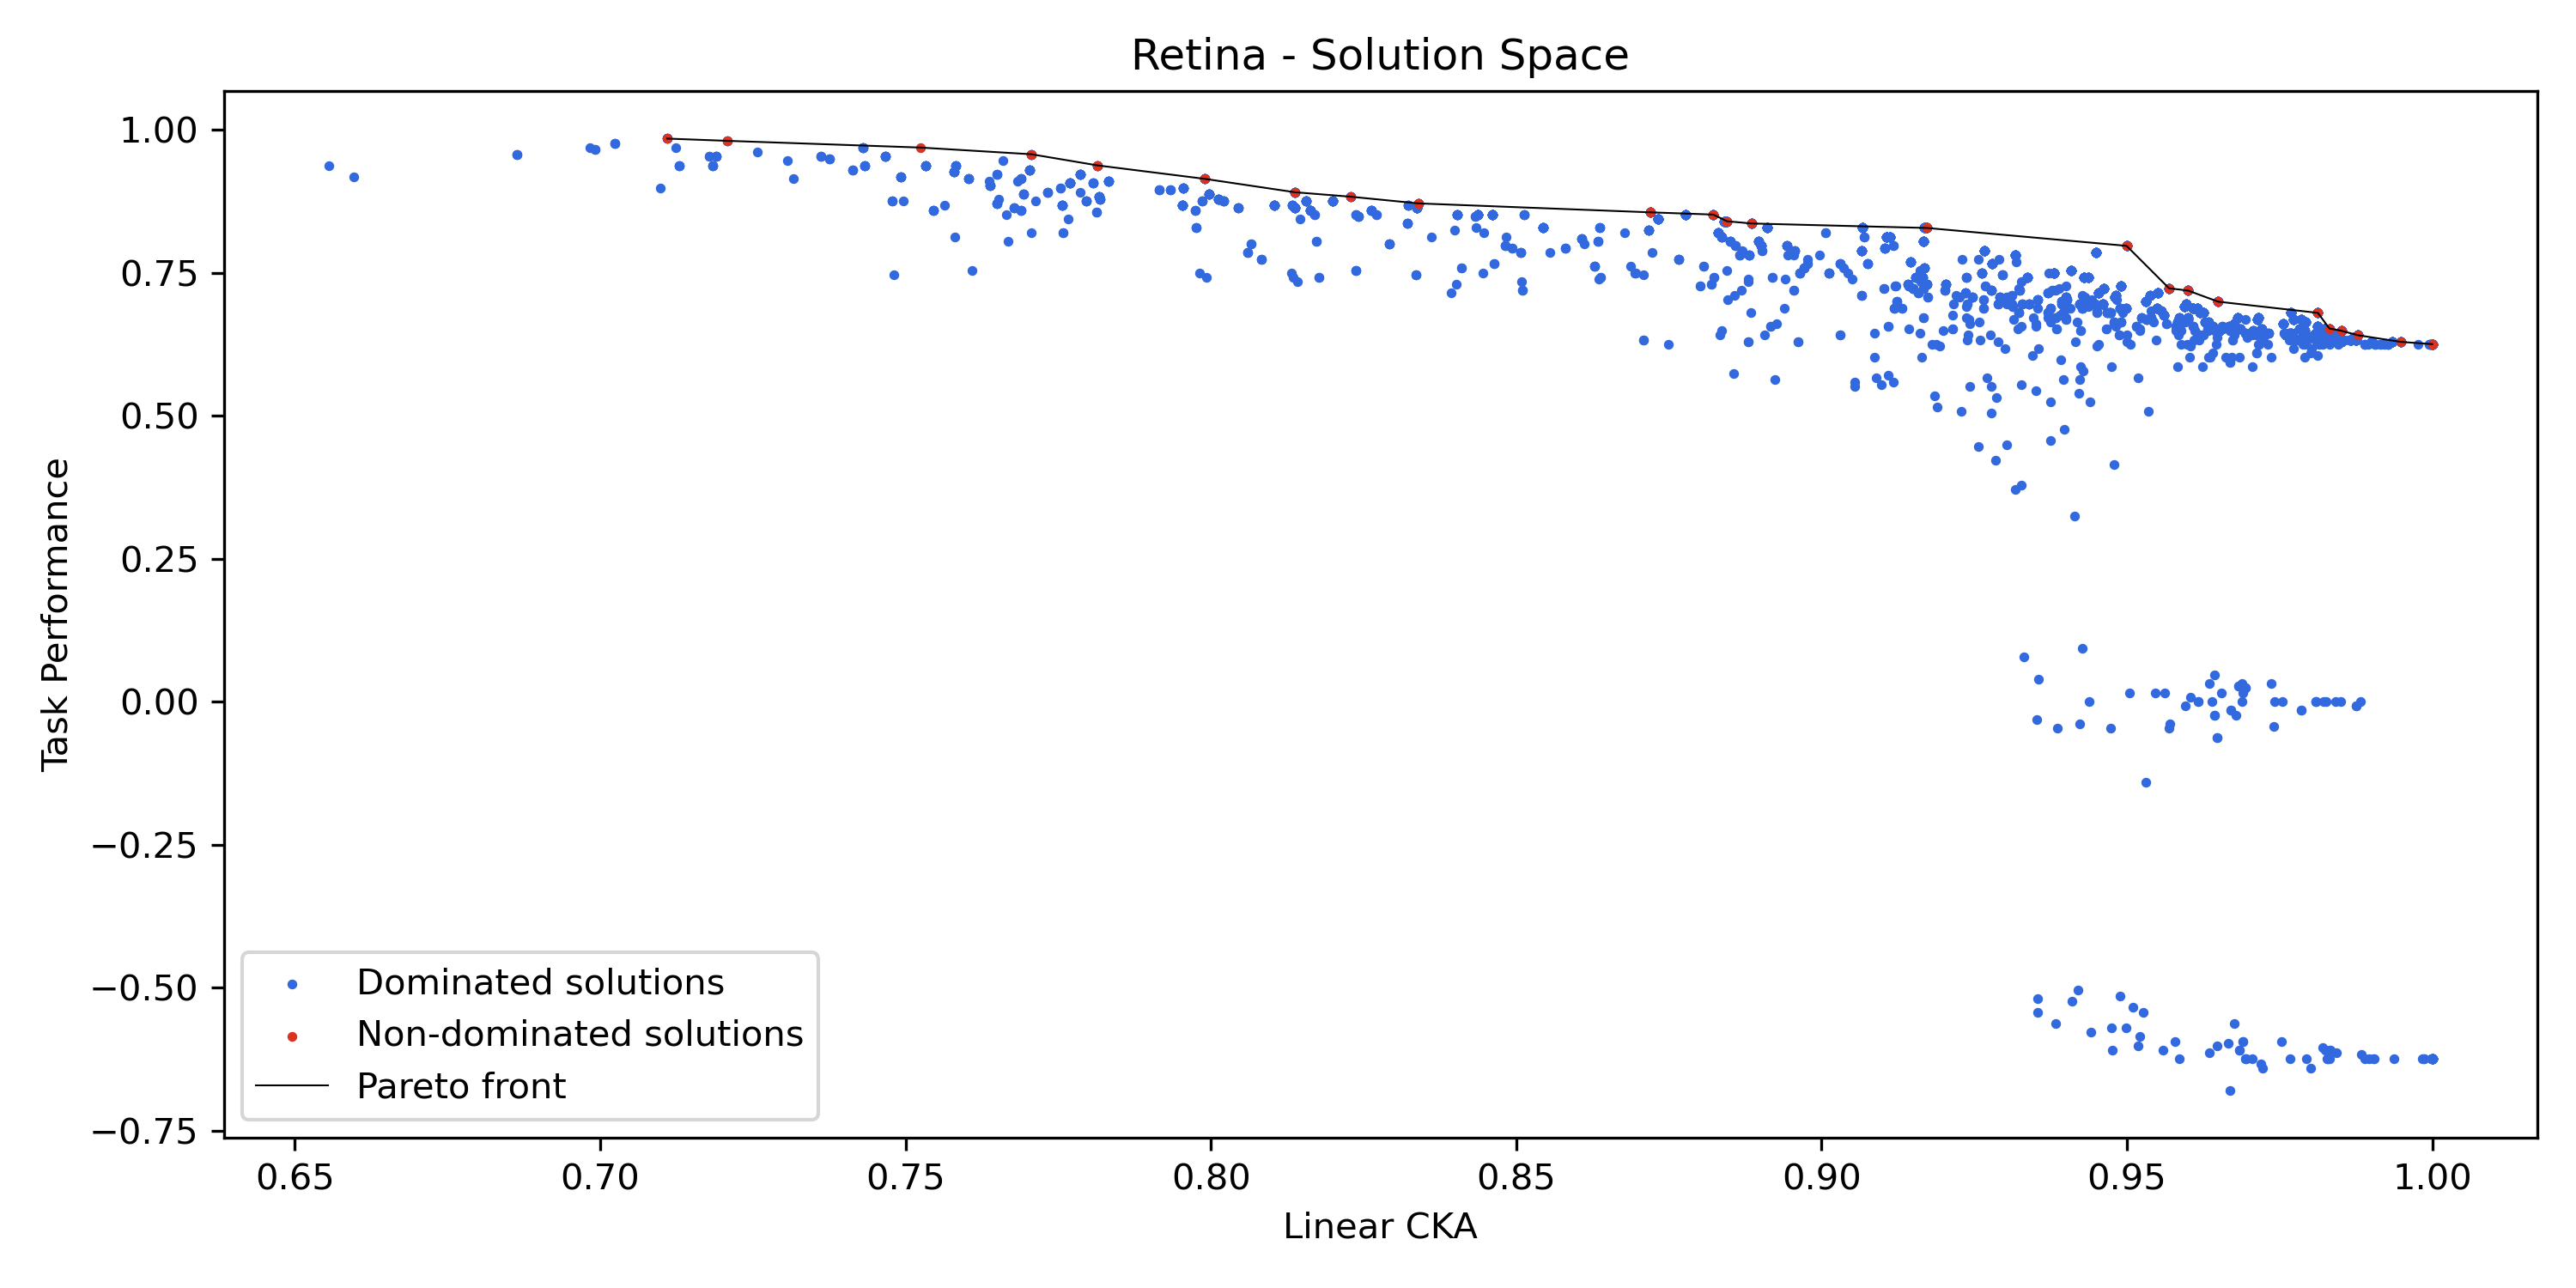 Retina - Solution Space
1.00
0.75
0.50
0.25
0.00
−0.25
−0.50
−0.75
Task Performance
Dominated solutions
Non-dominated solutions
Pareto front
0.65 0.70 0.75 0.80 0.85 0.90 0.95 1.00
Linear CKA